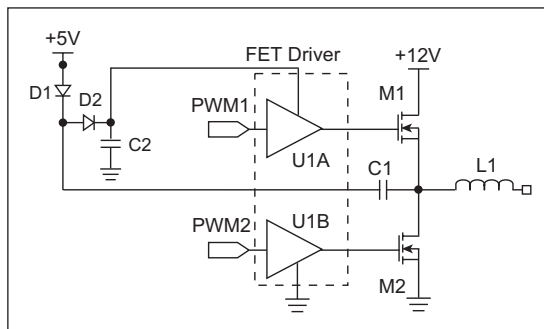 +5V
FET Driver
+12V
D1
D2
PWM1
M1
C2
U1A
C1
L1
U1B
PWM2
M2